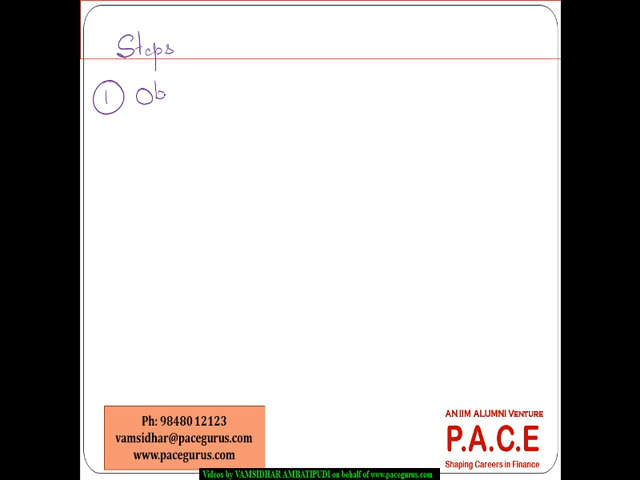 Steps
1 Ob
Ph: 98480 12123
vamsidhar@pacegurus.com
www.pacegurus.com
AN IIM ALUMNI VENTURE
P.A.C.E
Shaping Careers in Finance
Videos by VAMSIDHAR AMBATIPUDI on behalf of www.pacegurus.com